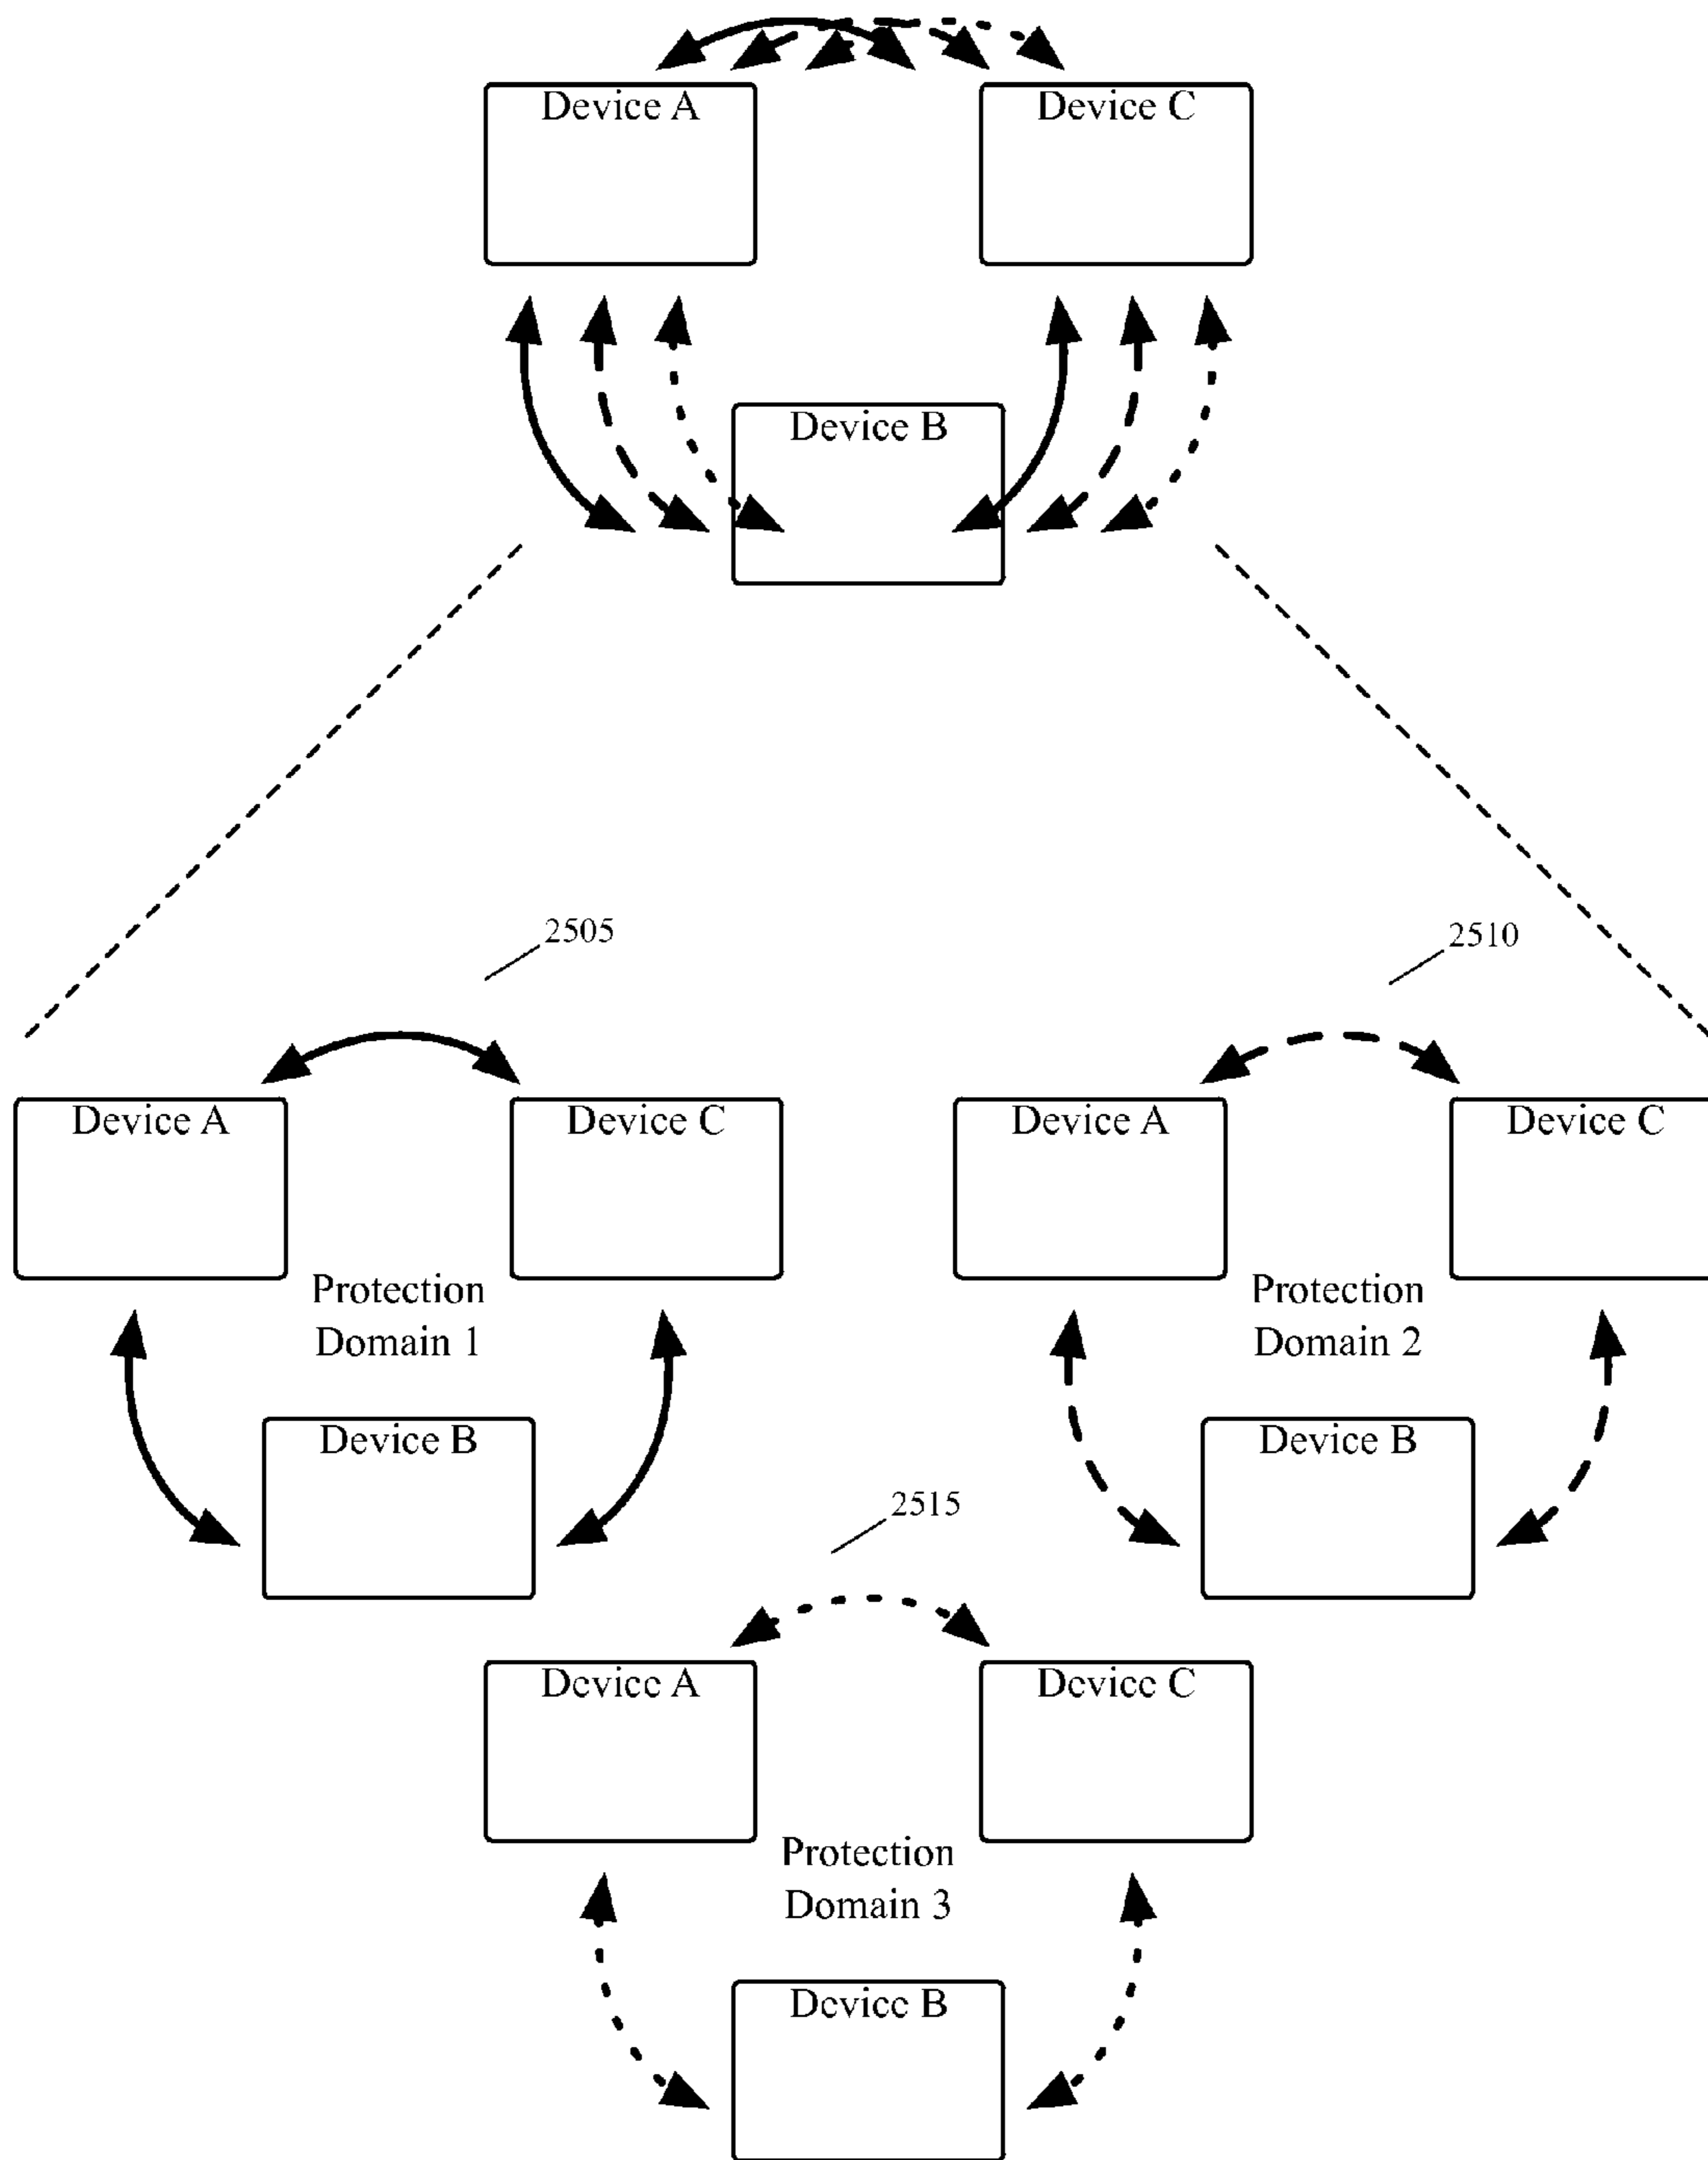 Device A
Device C
Device B
2505
2510
Device A
Device C
Device A
Device C
Protection
Domain 1
Protection
Domain 2
Device B
Device B
2515
Device A
Device C
Protection
Domain 3
Device B